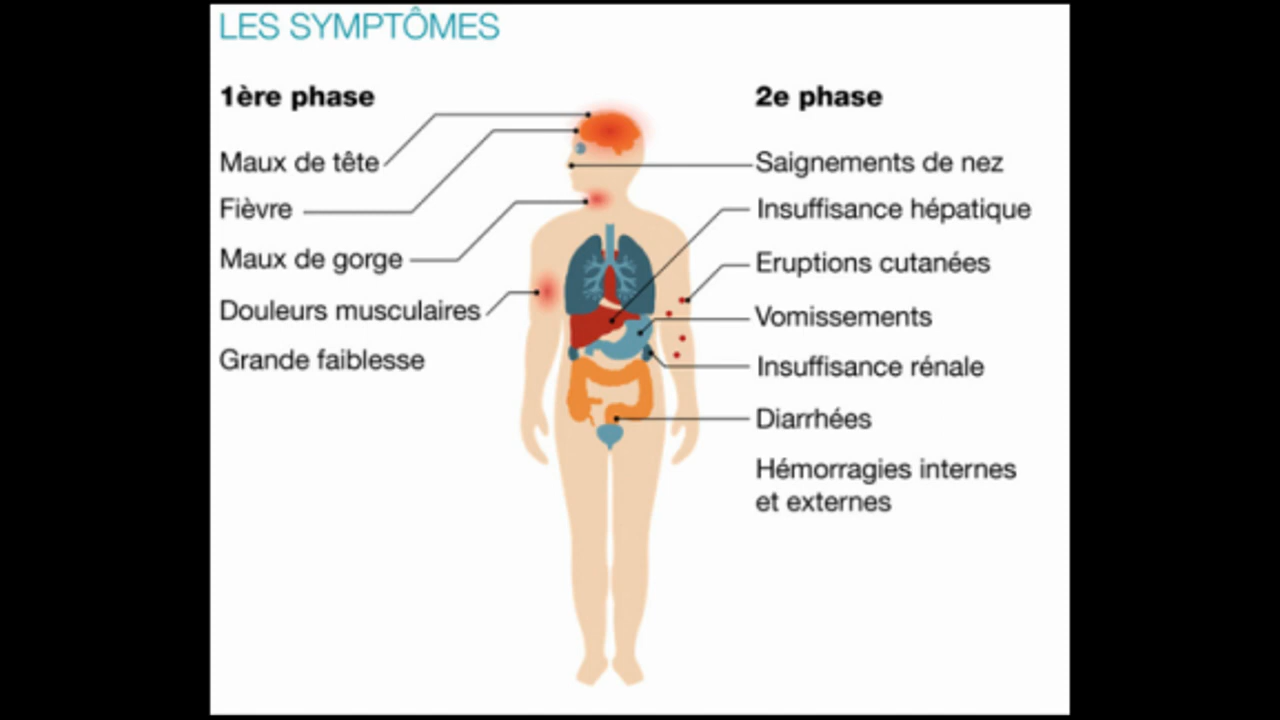 LES SYMPTÔMES
1ère phase
Maux de tête
Fièvre
Maux de gorge
Douleurs musculaires
Grande faiblesse
2e phase
Saignements de nez
Insuffisance hépatique
Eruptions cutanées
Vomissements
Insuffisance rénale
Diarrhées
Hémorragies internes
et externes